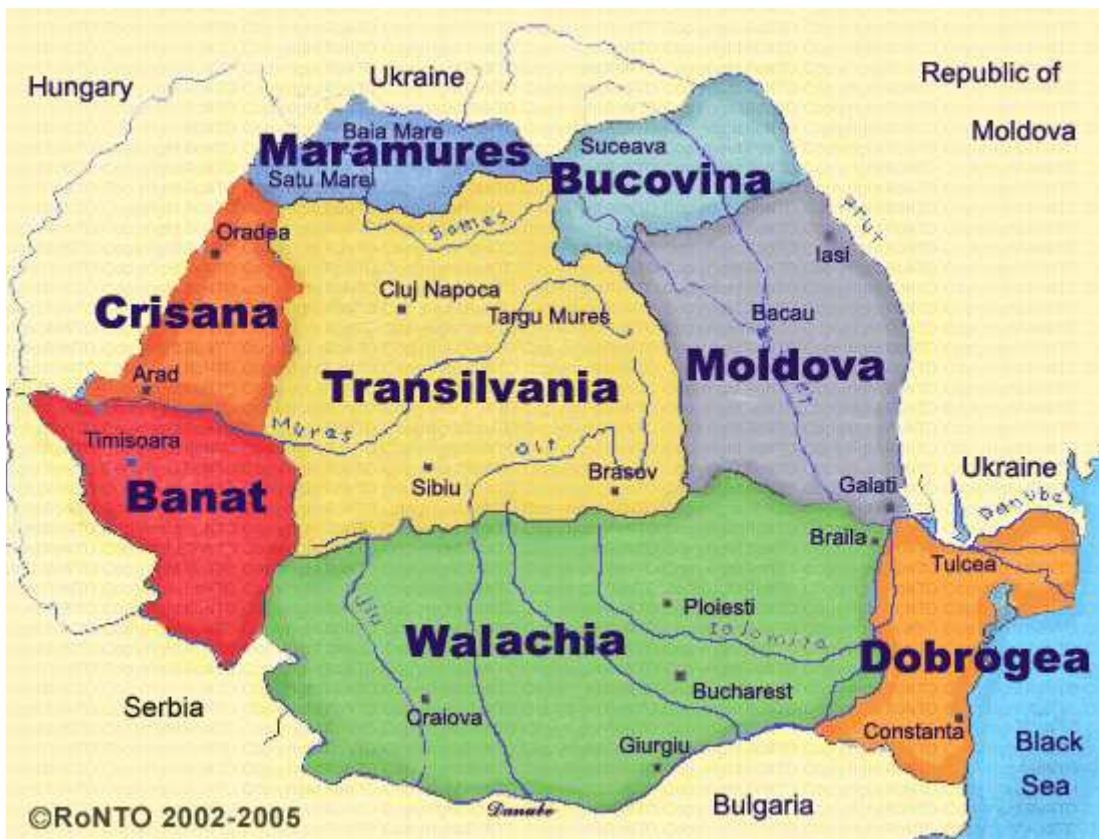 Hungary
Ukraine
Republic of
Moldova
Baia Mare
Maramures
Satu Mare
Suceava
Bucovina
Somes
Prut
Oradea
Iasi
Cluj Napoca
Targu Mures
Crisana
Bacau
Transilvania
Moldova
Arad
Mures
Timisoara
Olt
Banat
Sibiu
Brasov
Galati
Ukraine
Danube
Braila
Tulcea
Jiu
Ploiesti
Ialomita
Walachia
Dobrogea
Serbia
Craiova
Bucharest
Constanta
Giurgiu
Black
Sea
Danube
Bulgaria
©RoNTO 2002-2005